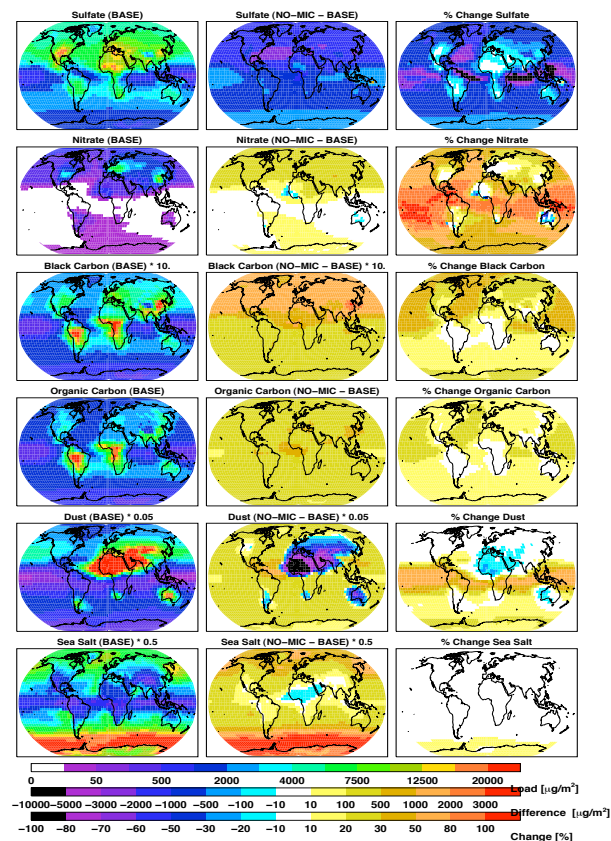 Sulfate (BASE) Sulfate (NO–MIC – BASE) % Change Sulfate
Nitrate (BASE) Nitrate (NO–MIC – BASE) % Change Nitrate
Black Carbon (BASE) * 10. Black Carbon (NO–MIC – BASE) * 10. % Change Black Carbon
Organic Carbon (BASE) Organic Carbon (NO–MIC – BASE) % Change Organic Carbon
Dust (BASE) * 0.05 Dust (NO–MIC – BASE) * 0.05 % Change Dust
Sea Salt (BASE) * 0.5 Sea Salt (NO–MIC – BASE) * 0.5 % Change Sea Salt
0 50 500 2000 4000 7500 12500 20000
Load [µg/m²]
−10000 −5000 −3000 −2000 −1000 −500 −100 −10 10 100 500 1000 2000 3000
Difference [µg/m²]
−100 −80 −70 −60 −50 −30 −20 −10 10 20 30 50 80 100
Change [%]